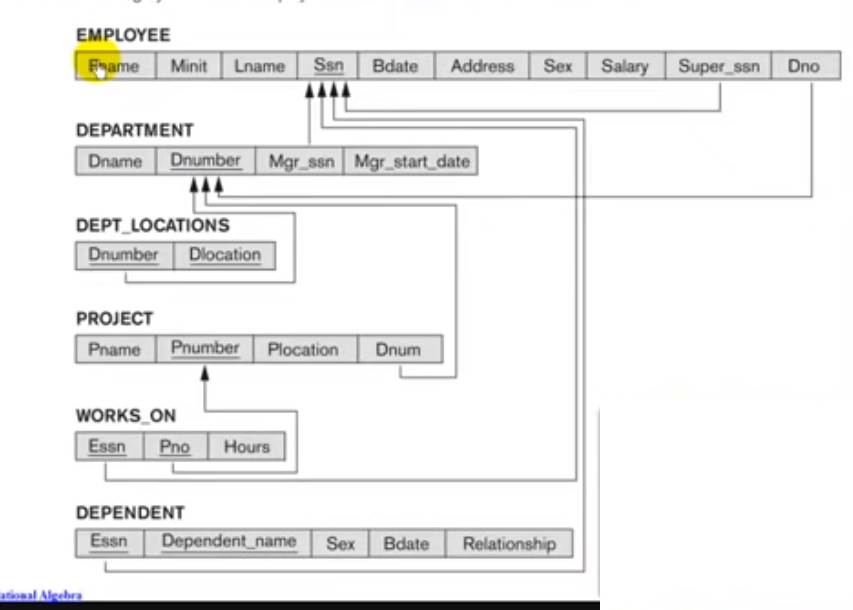 EMPLOYEE
Fname Minit Lname Ssn Bdate Address Sex Salary Super_ssn Dno
DEPARTMENT
Dname Dnumber Mgr_ssn Mgr_start_date
DEPT_LOCATIONS
Dnumber Dlocation
PROJECT
Pname Pnumber Plocation Dnum
WORKS_ON
Essn Pno Hours
DEPENDENT
Essn Dependent_name Sex Bdate Relationship
Algebra